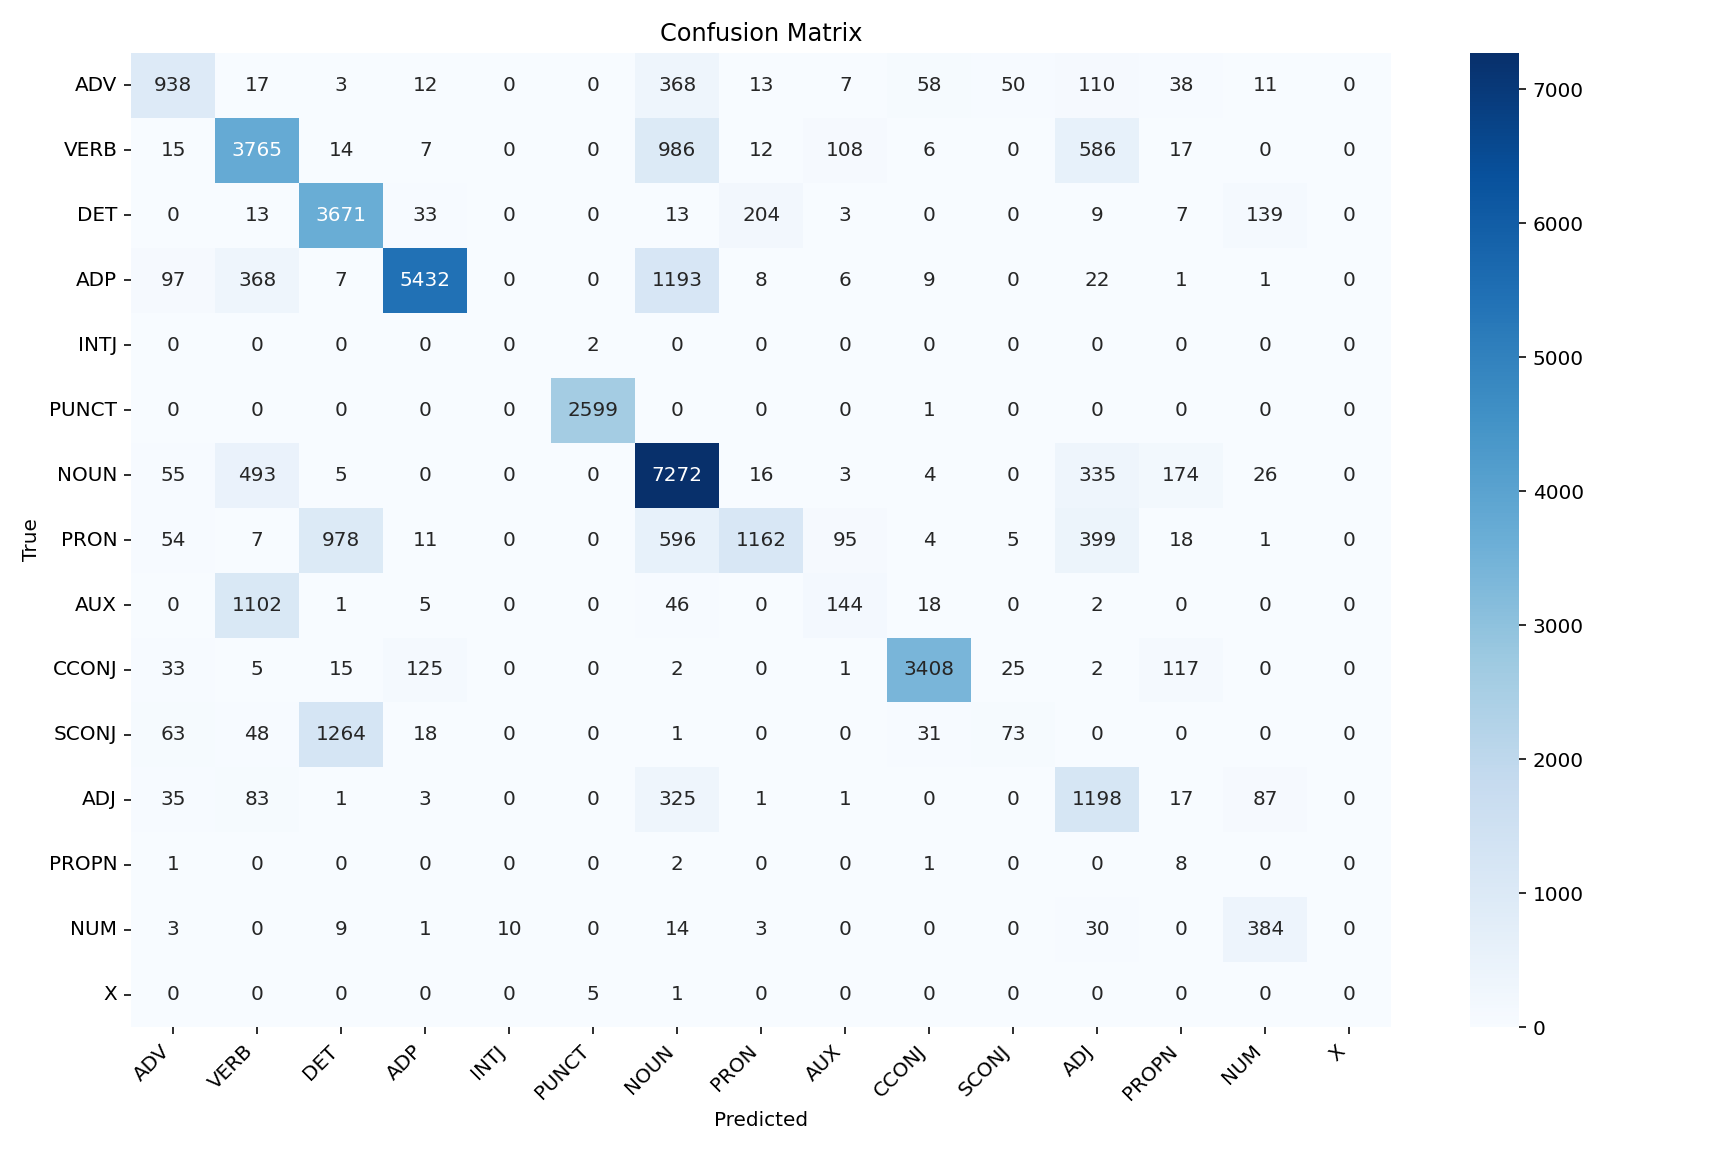 Confusion Matrix
ADV 938 17 3 12 0 0 368 13 7 58 50 110 38 11 0
VERB 15 3765 14 7 0 0 986 12 108 6 0 586 17 0 0
DET 0 13 3671 33 0 0 13 204 3 0 0 9 7 139 0
ADP 97 368 7 5432 0 0 1193 8 6 9 0 22 1 1 0
INTJ 0 0 0 0 0 2 0 0 0 0 0 0 0 0 0
PUNCT 0 0 0 0 0 2599 0 0 0 1 0 0 0 0 0
NOUN 55 493 5 0 0 0 7272 16 3 4 0 335 174 26 0
PRON 54 7 978 11 0 0 596 1162 95 4 5 399 18 1 0
AUX 0 1102 1 5 0 0 46 0 144 18 0 2 0 0 0
CCONJ 33 5 15 125 0 0 2 0 1 3408 25 2 117 0 0
SCONJ 63 48 1264 18 0 0 1 0 0 31 73 0 0 0 0
ADJ 35 83 1 3 0 0 325 1 1 0 0 1198 17 87 0
PROPN 1 0 0 0 0 0 2 0 0 1 0 0 8 0 0
NUM 3 0 9 1 10 0 14 3 0 0 0 30 0 384 0
X 0 0 0 0 0 5 1 0 0 0 0 0 0 0 0
ADV VERB DET ADP INTJ PUNCT NOUN PRON AUX CCONJ SCONJ ADJ PROPN NUM X
Predicted
True
7000
6000
5000
4000
3000
2000
1000
0